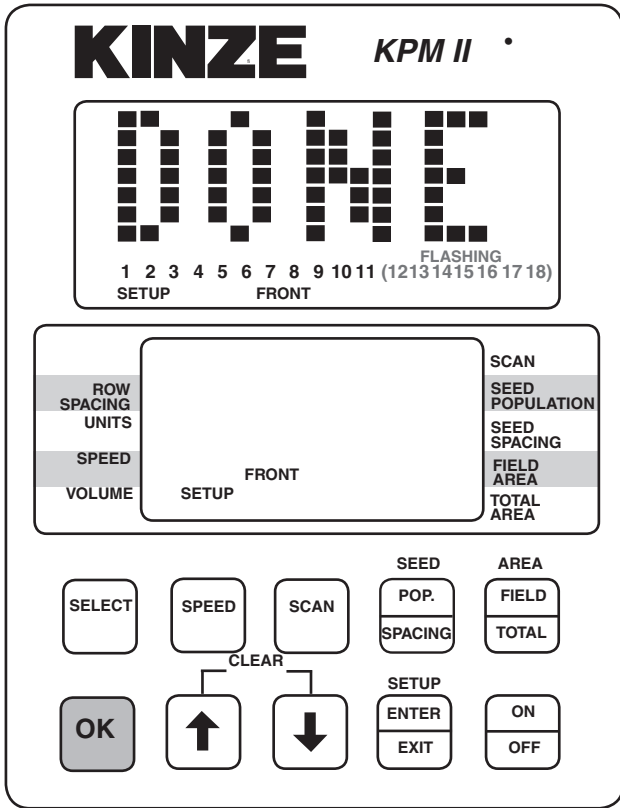 KINZE KPM II
DONE
FLASHING
1 2 3 4 5 6 7 8 9 10 11 (12 13 14 15 16 17 18)
SETUP FRONT
ROW SPACING
UNITS
SPEED
VOLUME
FRONT
SETUP
SCAN
SEED POPULATION
SEED SPACING
FIELD AREA
TOTAL AREA
SEED AREA
SELECT SPEED SCAN POP. FIELD
SPACING TOTAL
CLEAR
SETUP
OK ENTER ON
EXIT OFF